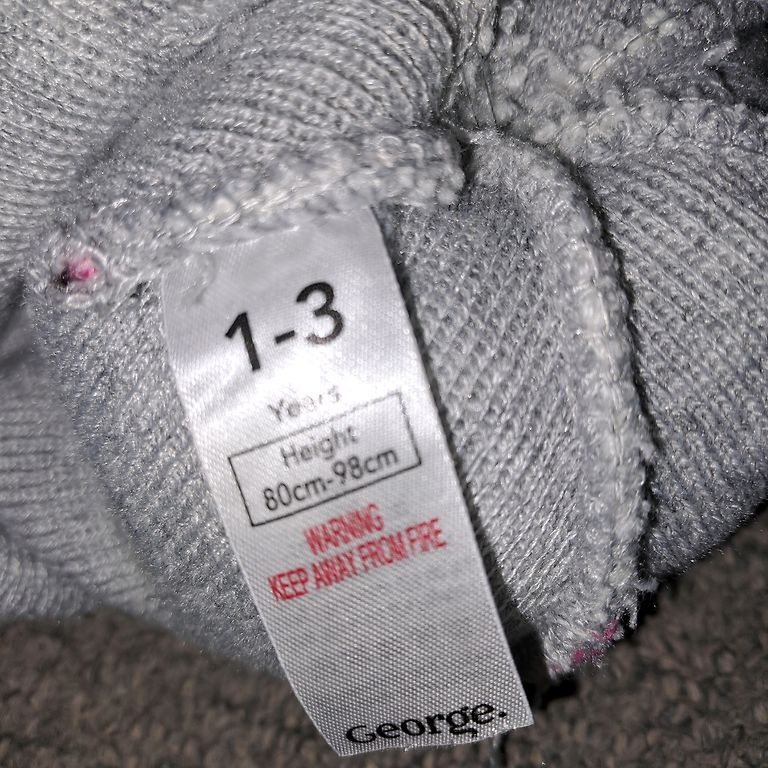 1-3
Years
Height
80cm-98cm
WARNING
KEEP AWAY FROM FIRE
George.